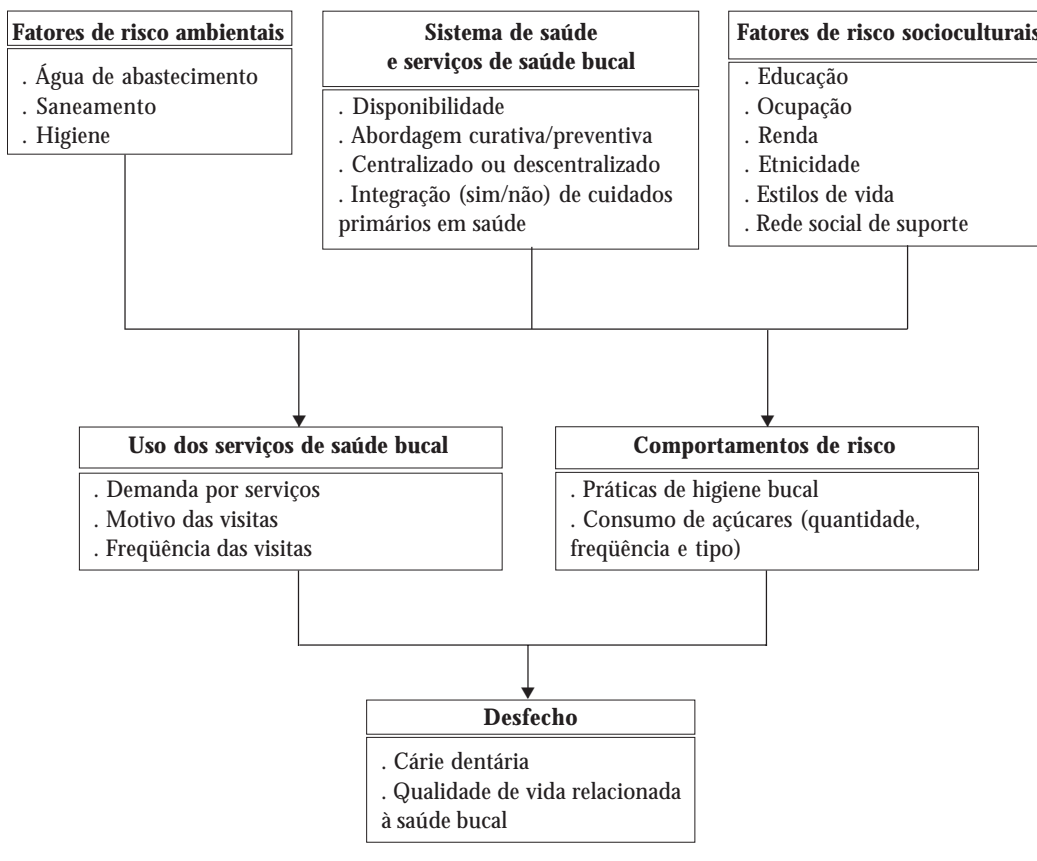 Fatores de risco ambientais
. Água de abastecimento
. Saneamento
. Higiene
Sistema de saúde
e serviços de saúde bucal
. Disponibilidade
. Abordagem curativa/preventiva
. Centralizado ou descentralizado
. Integração (sim/não) de cuidados
primários em saúde
Fatores de risco socioculturais
. Educação
. Ocupação
. Renda
. Etnicidade
. Estilos de vida
. Rede social de suporte
Uso dos serviços de saúde bucal
. Demanda por serviços
. Motivo das visitas
. Freqüência das visitas
Comportamentos de risco
. Práticas de higiene bucal
. Consumo de açúcares (quantidade,
freqüência e tipo)
Desfecho
. Cárie dentária
. Qualidade de vida relacionada
à saúde bucal